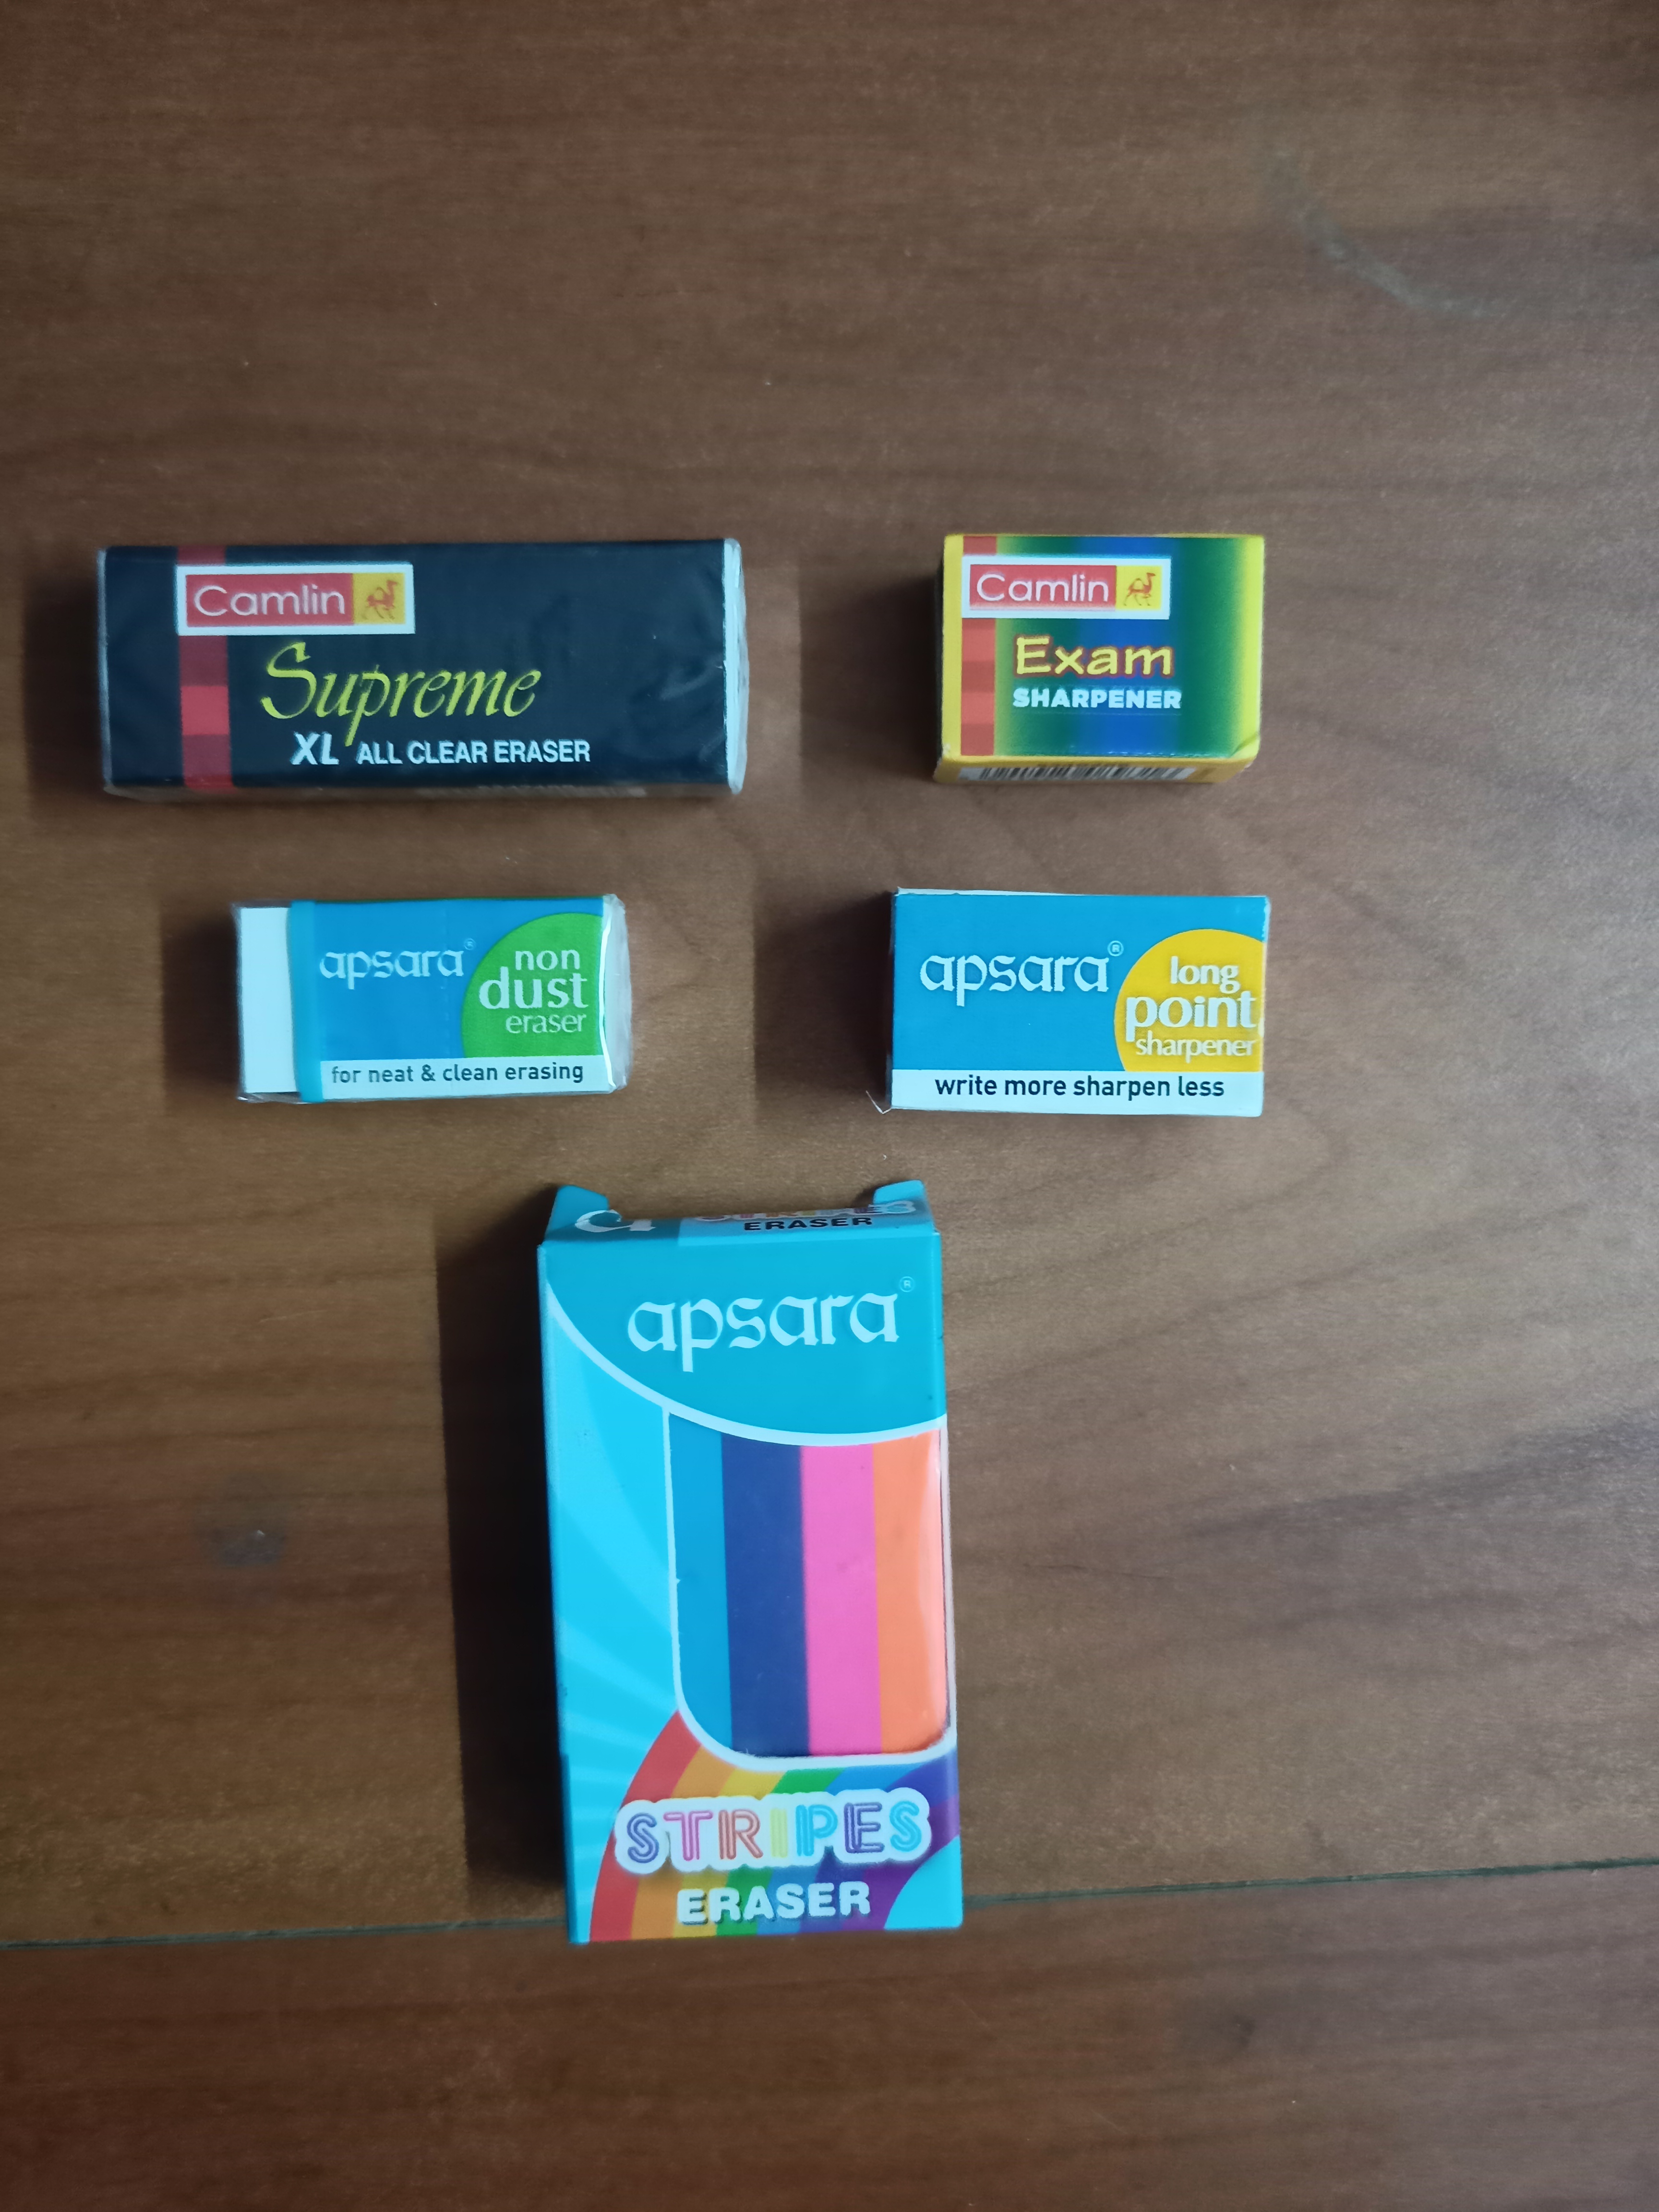 Camlin
Supreme
XL ALL CLEAR ERASER
Camlin
Exam
SHARPENER
apsara®
non
dust
eraser
for neat & clean erasing
apsara®
long
point
sharpener
write more sharpen less
STRIPES
ERASER
apsara®
STRIPES
ERASER